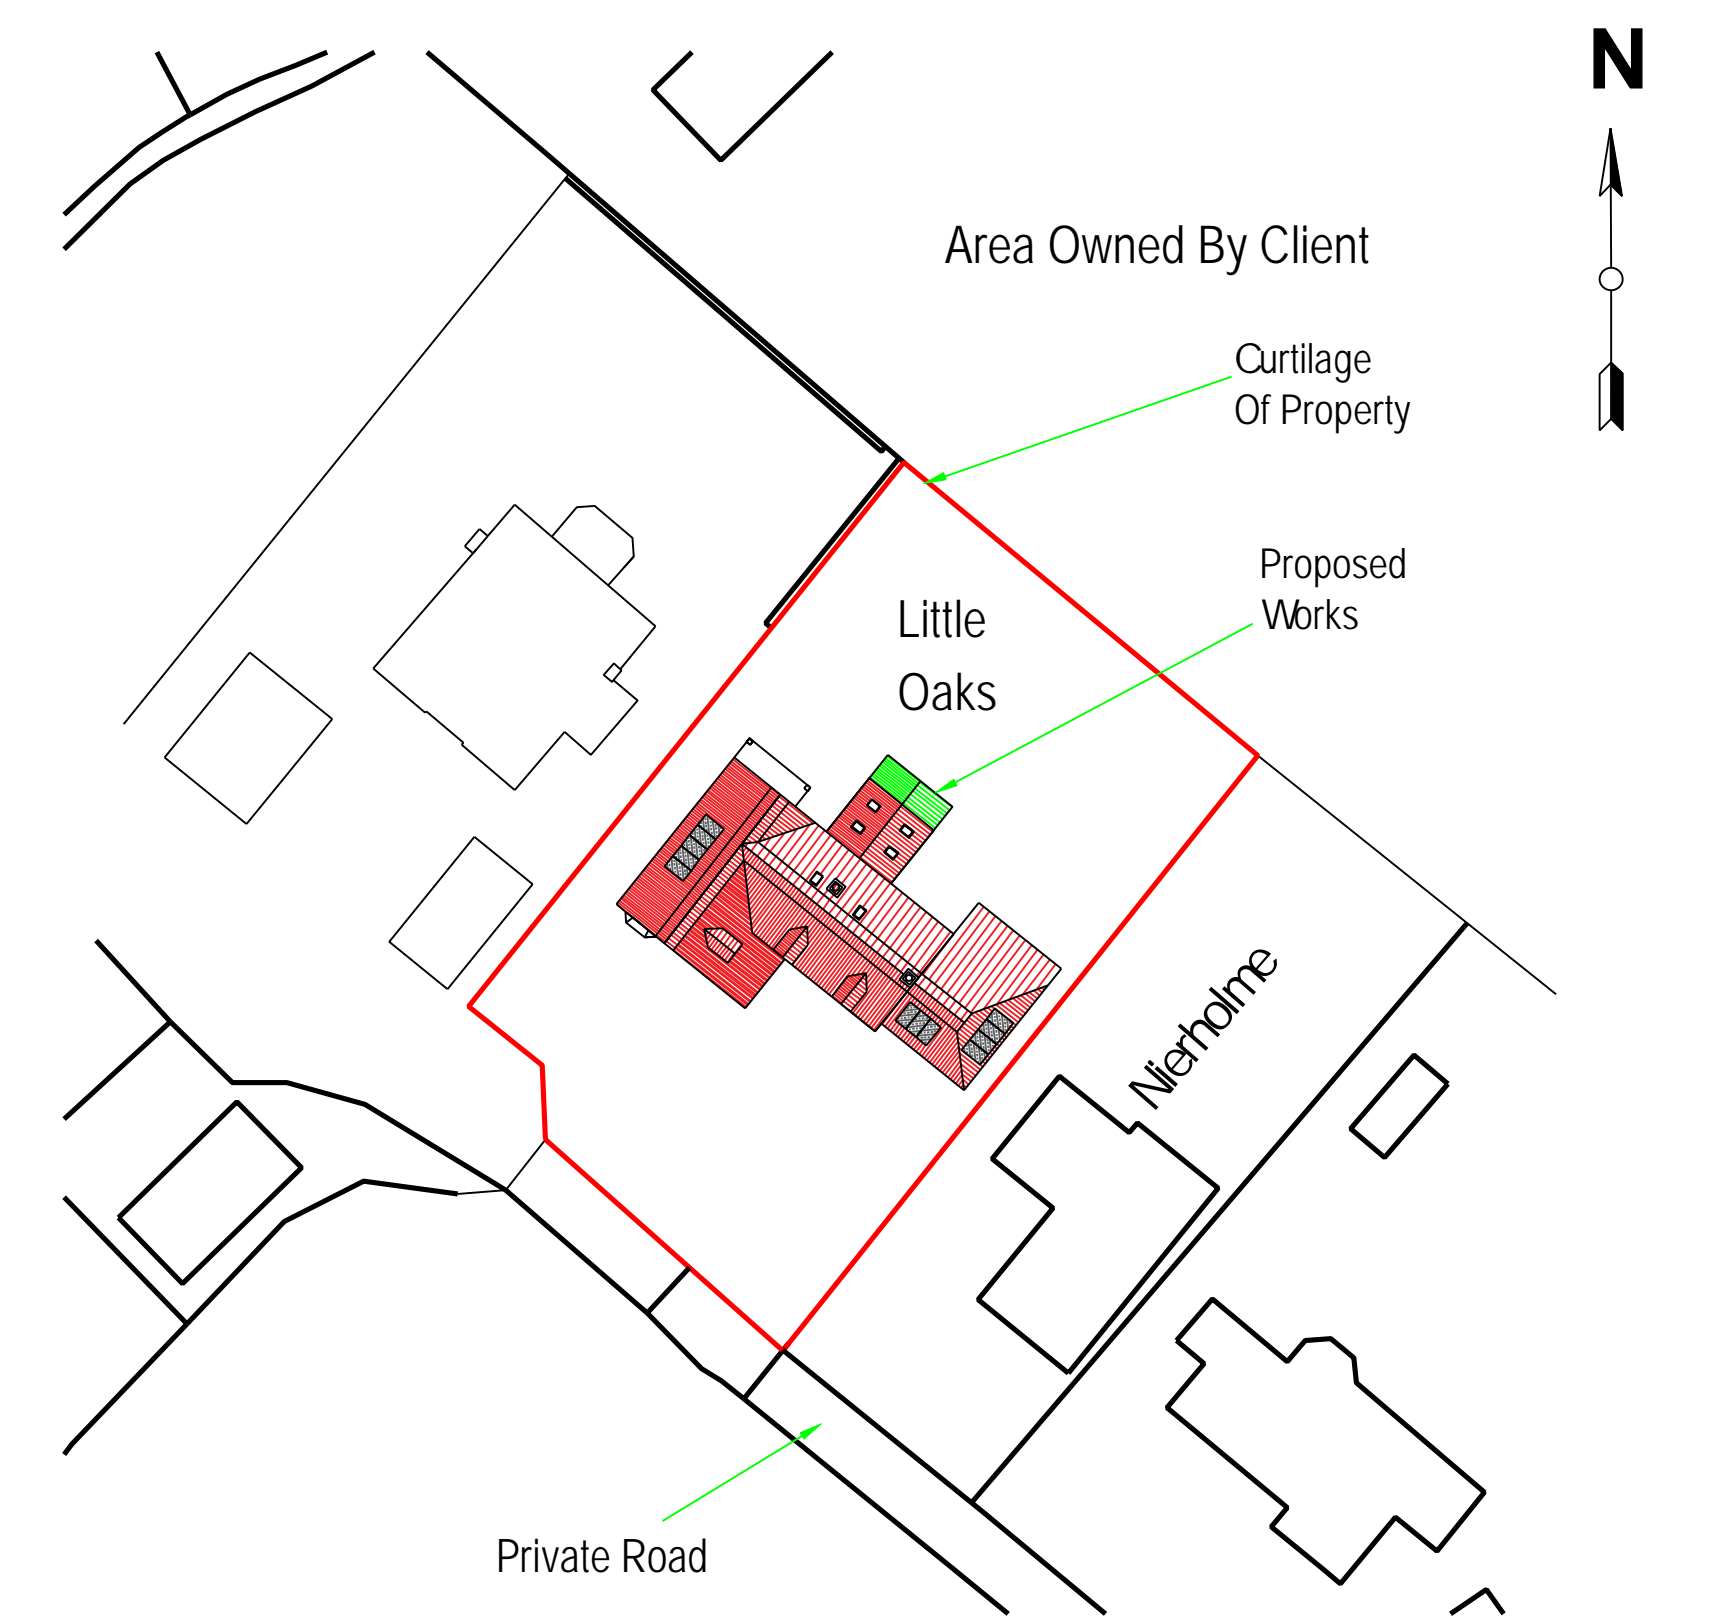 N
Area Owned By Client
Curtilage
Of Property
Proposed
Works
Little
Oaks
Nierholme
Private Road